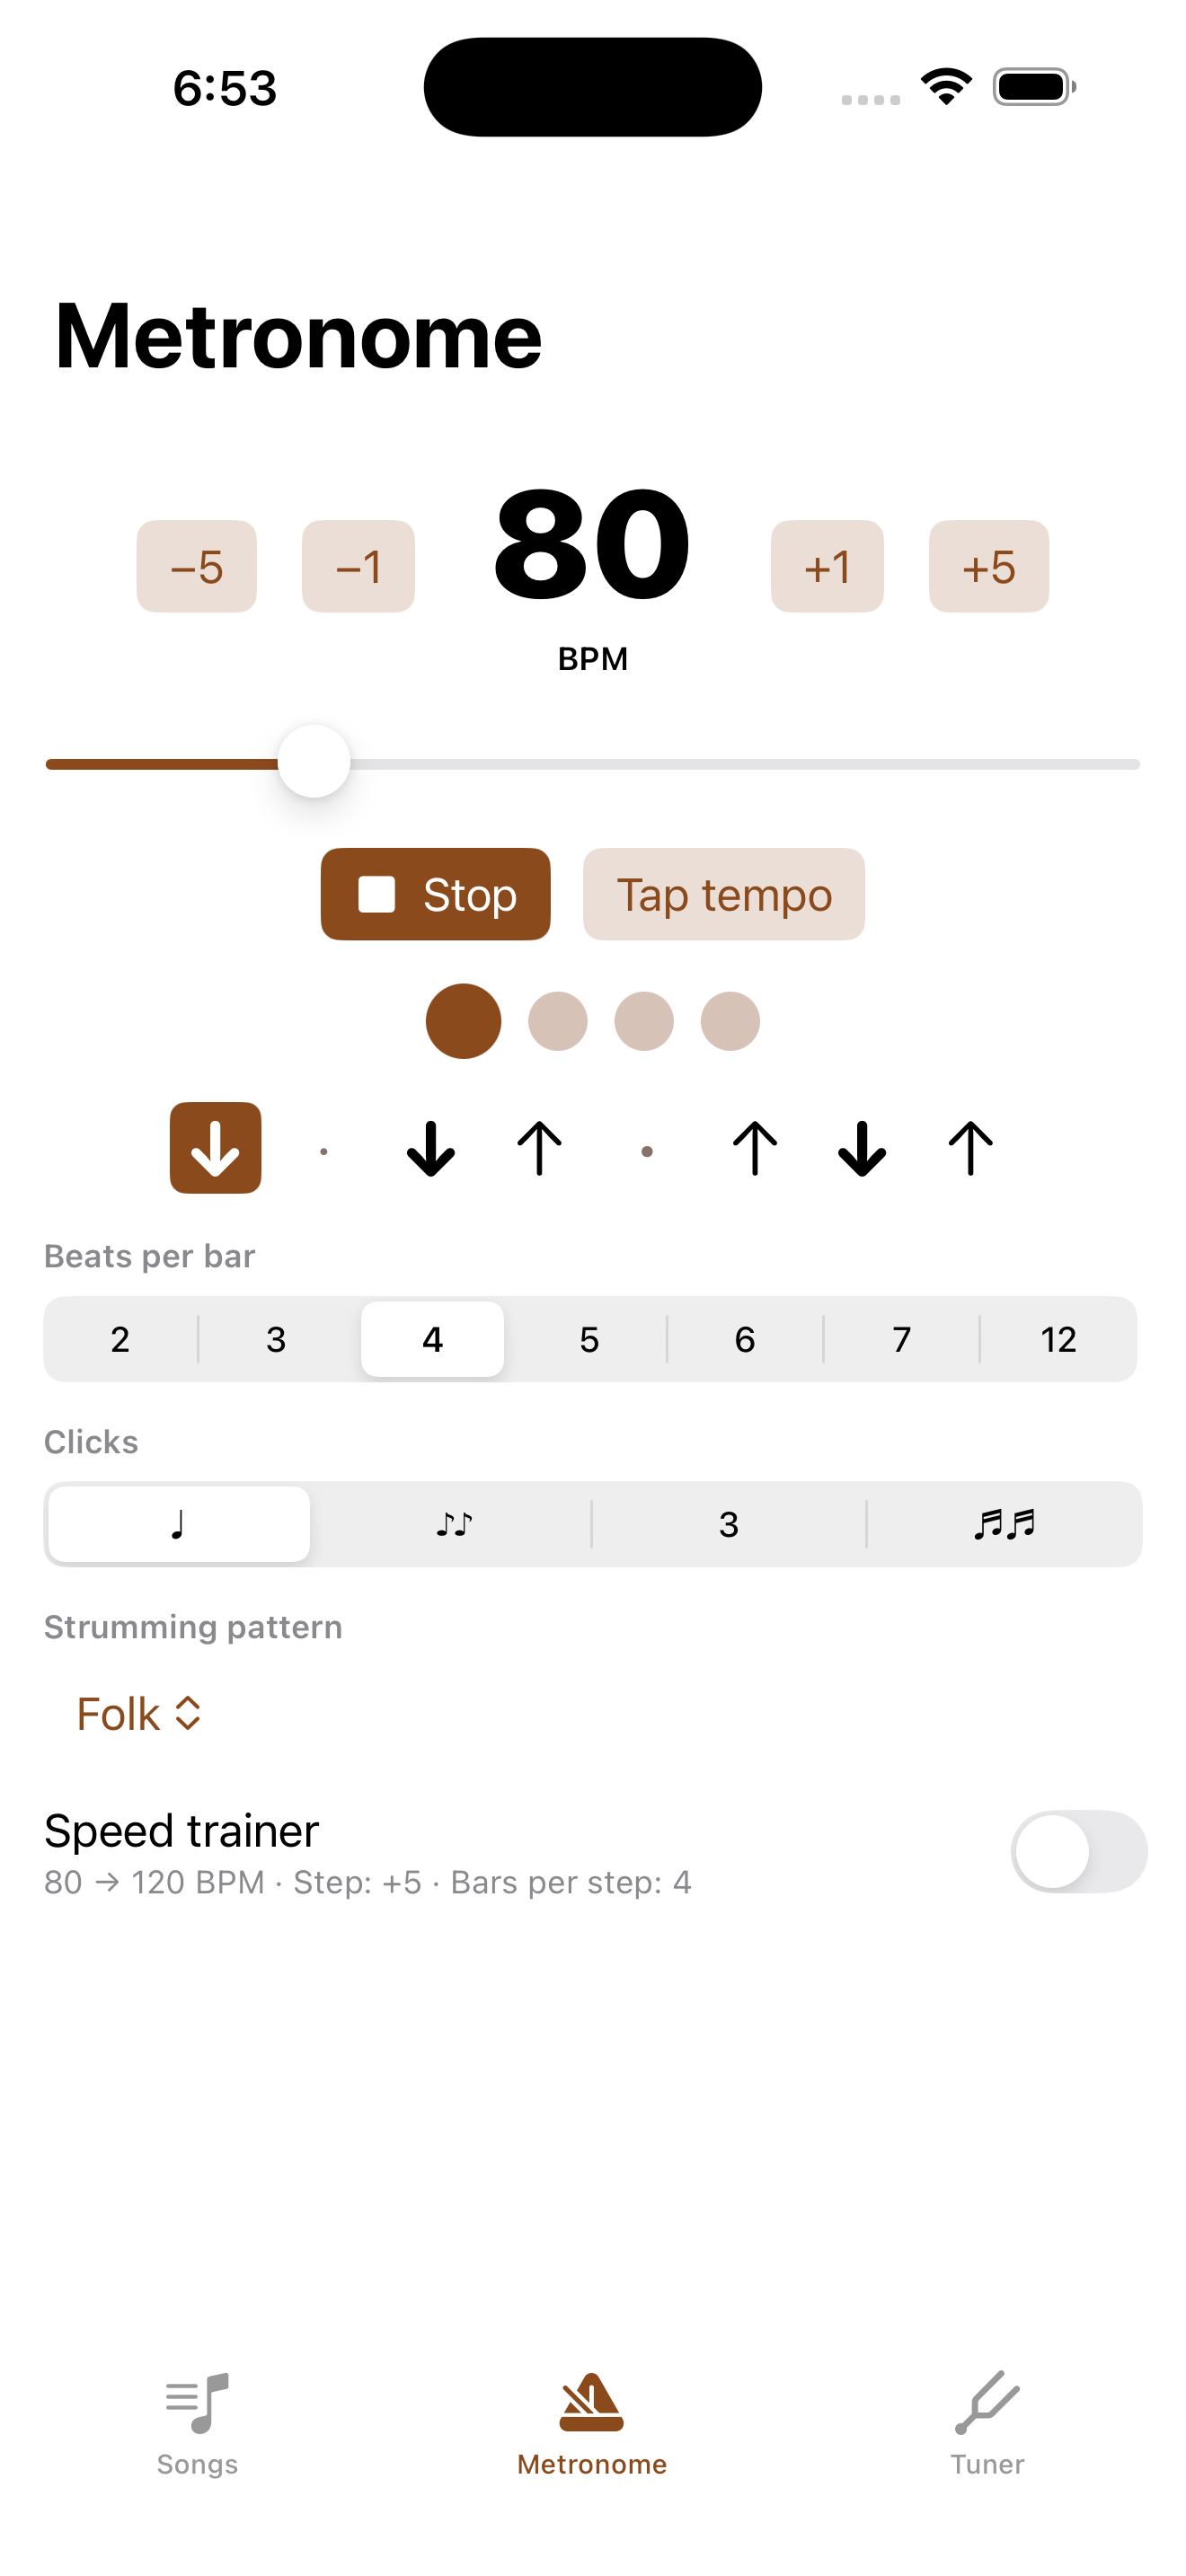 6:53
Metronome
−5 −1 80 +1 +5
BPM
Stop Tap tempo
Beats per bar
2 3 4 5 6 7 12
Clicks
♩ ♪♪ 3 ♬♬
Strumming pattern
Folk
Speed trainer
80 → 120 BPM · Step: +5 · Bars per step: 4
Songs Metronome Tuner